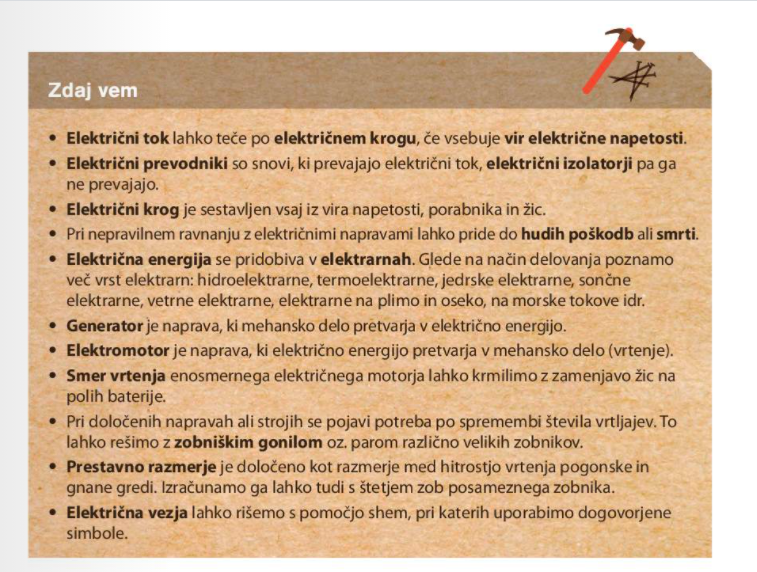 Zdaj vem
• Električni tok lahko teče po električnem krogu, če vsebuje vir električne napetosti.
• Električni prevodniki so snovi, ki prevajajo električni tok, električni izolatorji pa ga
ne prevajajo.
• Električni krog je sestavljen vsaj iz vira napetosti, porabnika in žic.
• Pri nepravilnem ravnanju z električnimi napravami lahko pride do hudih poškodb ali smrti.
• Električna energija se pridobiva v elektrarnah. Glede na način delovanja poznamo
več vrst elektrarn: hidroelektrarne, termoelektrarne, jedrske elektrarne, sončne
elektrarne, vetrne elektrarne, elektrarne na plimo in oseko, na morske tokove idr.
• Generator je naprava, ki mehansko delo pretvarja v električno energijo.
• Elektromotor je naprava, ki električno energijo pretvarja v mehansko delo (vrtenje).
• Smer vrtenja enosmernega električnega motorja lahko krmilimo z zamenjavo žic na
polih baterije.
• Pri določenih napravah ali strojih se pojavi potreba po spremembi števila vrtljajev. To
lahko rešimo z zobniškim gonilom oz. parom različno velikih zobnikov.
• Prestavno razmerje je določeno kot razmerje med hitrostjo vrtenja pogonske in
gnane gredi. Izračunamo ga lahko tudi s štetjem zob posameznega zobnika.
• Električna vezja lahko rišemo s pomočjo shem, pri katerih uporabimo dogovorjene
simbole.